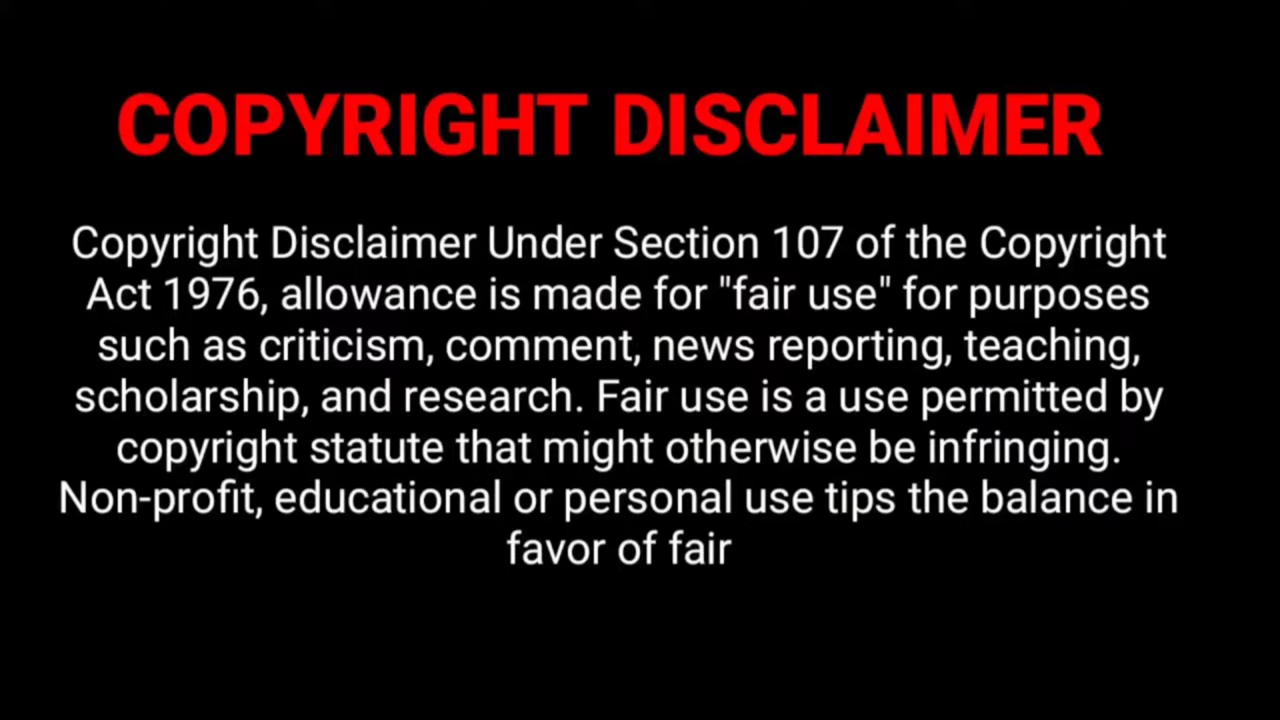 COPYRIGHT DISCLAIMER
Copyright Disclaimer Under Section 107 of the Copyright
Act 1976, allowance is made for "fair use" for purposes
such as criticism, comment, news reporting, teaching,
scholarship, and research. Fair use is a use permitted by
copyright statute that might otherwise be infringing.
Non-profit, educational or personal use tips the balance in
favor of fair